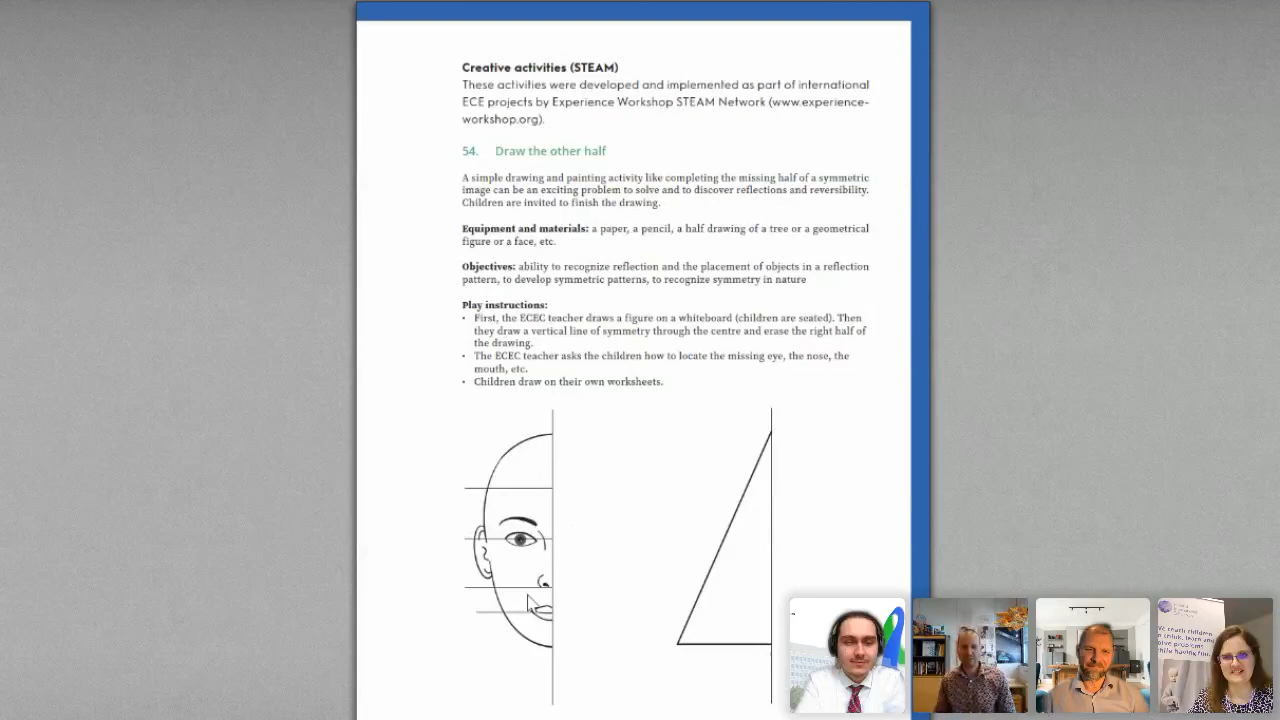 Creative activities (STEAM)
These activities were developed and implemented as part of international
ECE projects by Experience Workshop STEAM Network (www.experience-
workshop.org).
54. Draw the other half
A simple drawing and painting activity like completing the missing half of a symmetric
image can be an exciting problem to solve and to discover reflections and reversibility.
Children are invited to finish the drawing.
Equipment and materials: a paper, a pencil, a half drawing of a tree or a geometrical
figure or a face, etc.
Objectives: ability to recognize reflection and the placement of objects in a reflection
pattern, to develop symmetric patterns, to recognize symmetry in nature
Play instructions:
• First, the ECEC teacher draws a figure on a whiteboard (children are seated). Then
they draw a vertical line of symmetry through the centre and erase the right half of
the drawing.
• The ECEC teacher asks the children how to locate the missing eye, the nose, the
mouth, etc.
• Children draw on their own worksheets.